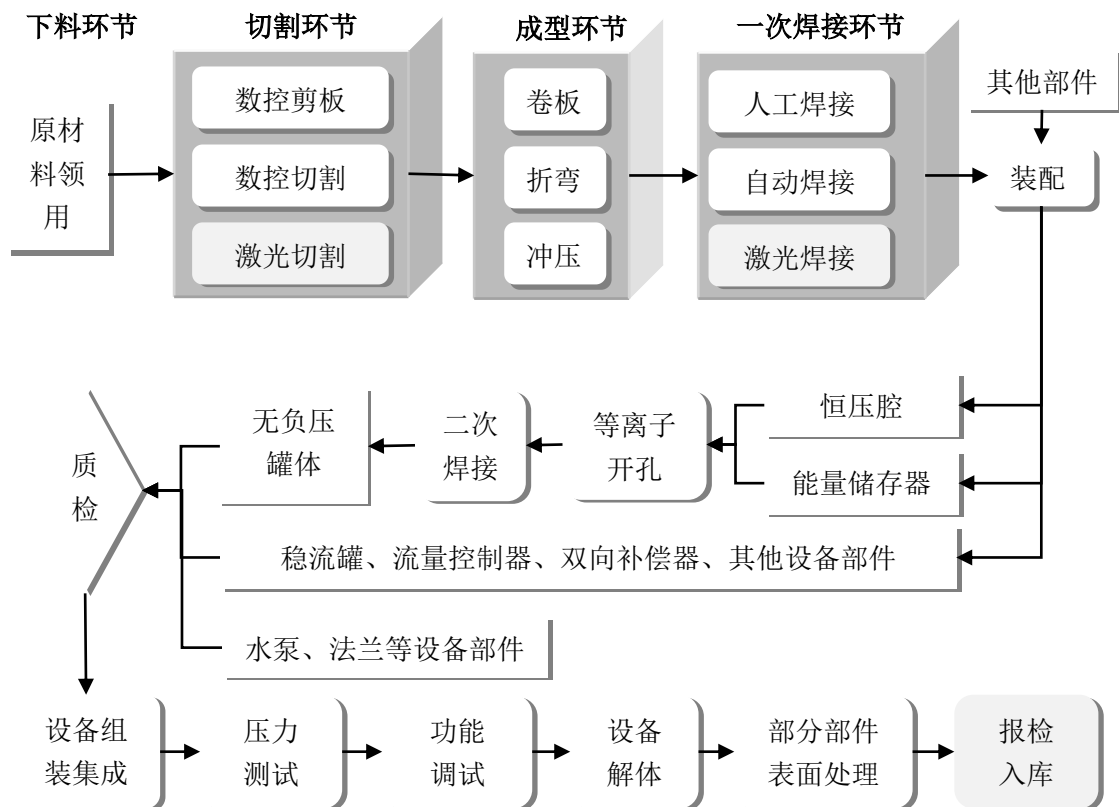 下料环节
切割环节
成型环节
一次焊接环节
原材
料领
用
数控剪板
数控切割
激光切割
卷板
折弯
冲压
人工焊接
自动焊接
激光焊接
其他部件
装配
恒压腔
能量储存器
等离子
开孔
二次
焊接
无负压
罐体
稳流罐、流量控制器、双向补偿器、其他设备部件
水泵、法兰等设备部件
质
检
设备组
装集成
压力
测试
功能
调试
设备
解体
部分部件
表面处理
报检
入库